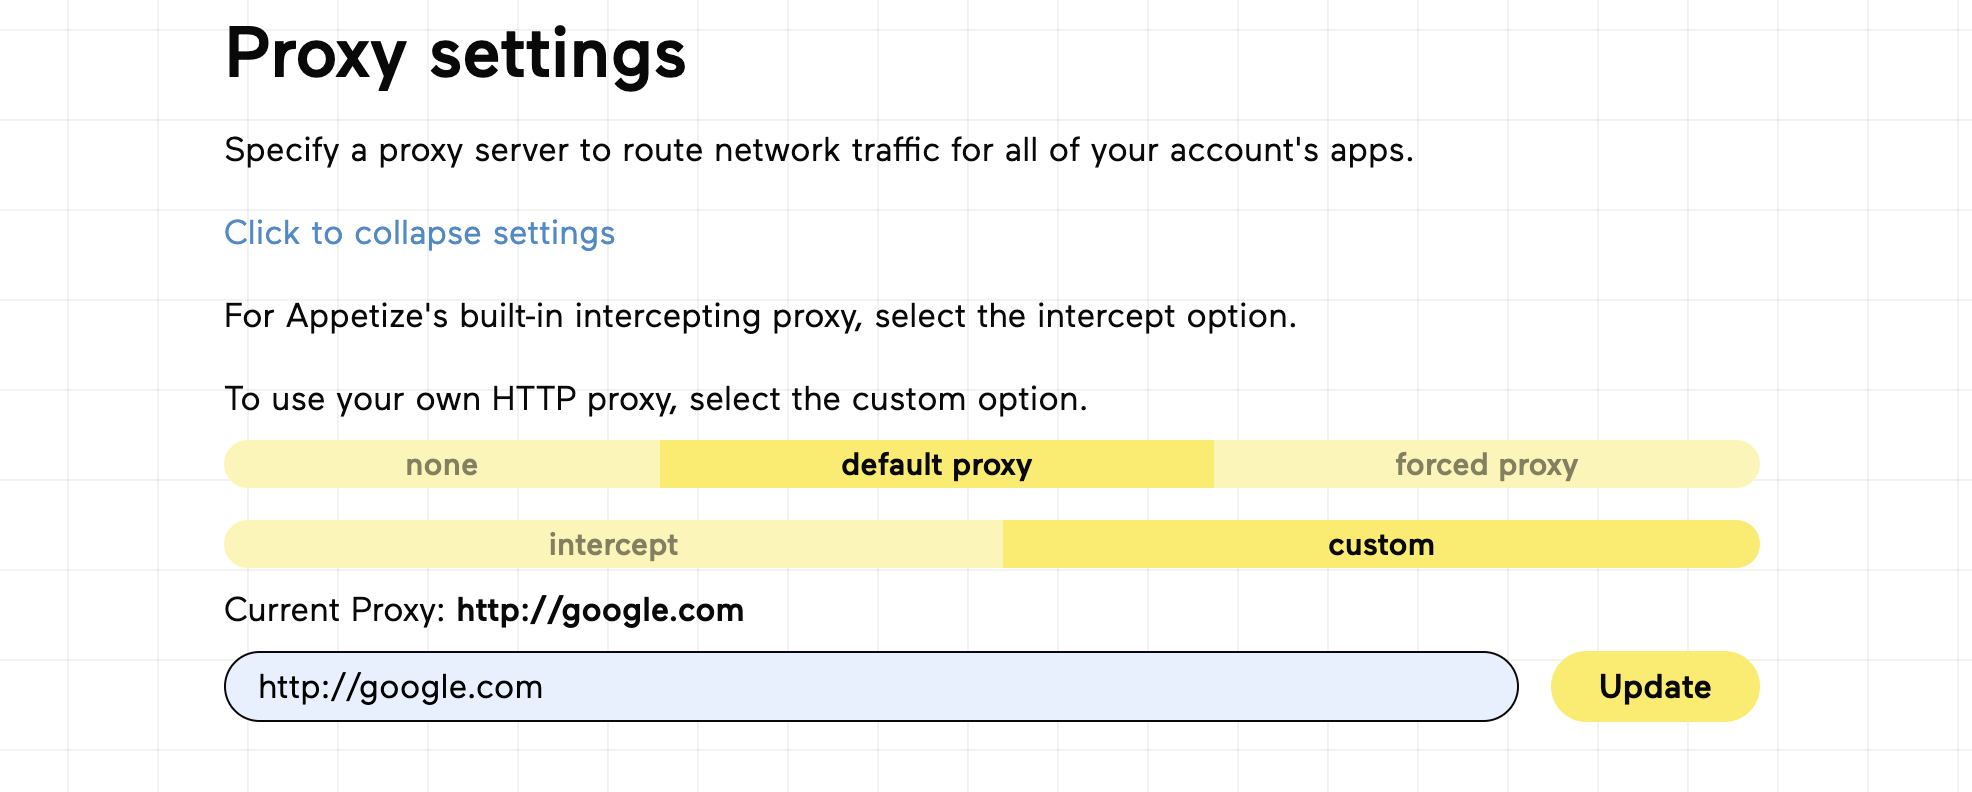 Proxy settings
Specify a proxy server to route network traffic for all of your account's apps.
Click to collapse settings
For Appetize's built-in intercepting proxy, select the intercept option.
To use your own HTTP proxy, select the custom option.
none default proxy forced proxy
intercept custom
Current Proxy: http://google.com
http://google.com Update